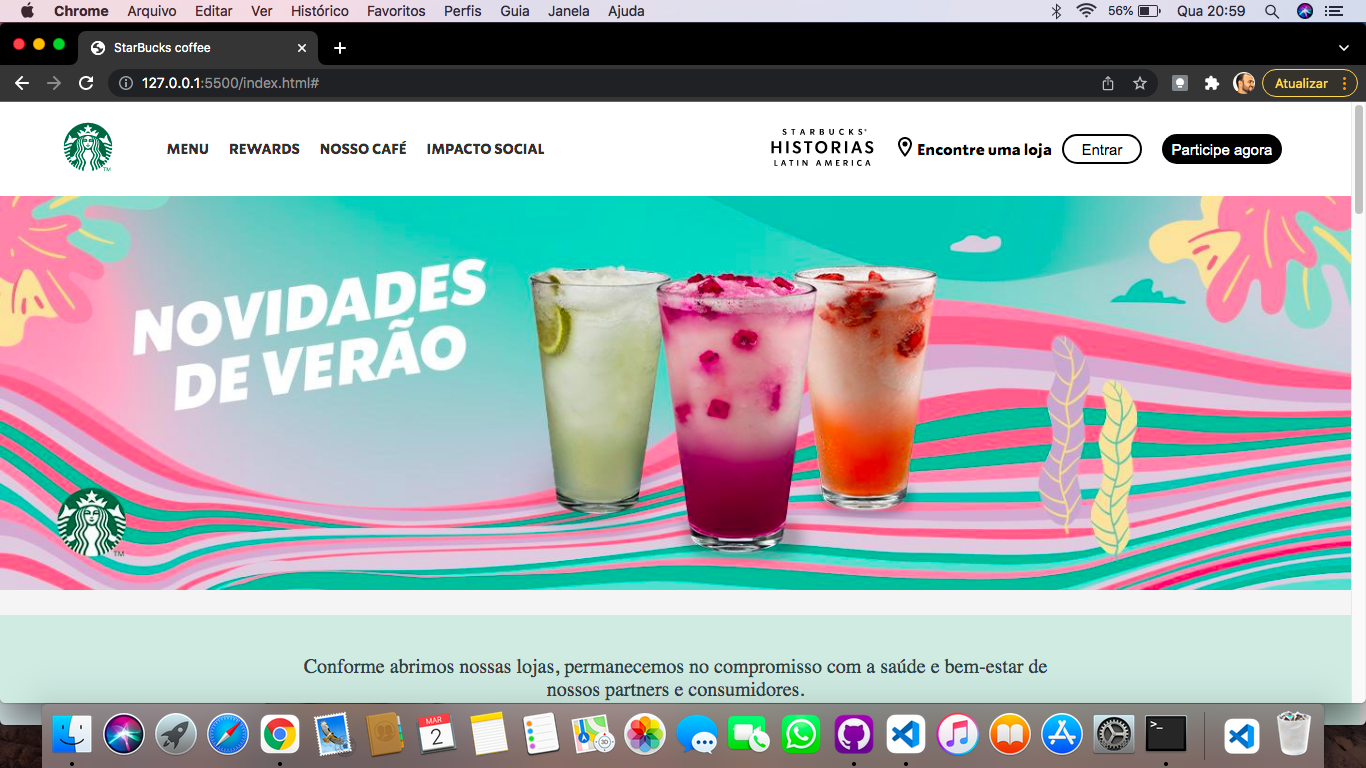 Chrome Arquivo Editar Ver Histórico Favoritos Perfis Guia Janela Ajuda 56% Qua 20:59
StarBucks coffee
127.0.0.1:5500/index.html#
Atualizar
MENU REWARDS NOSSO CAFÉ IMPACTO SOCIAL
STARBUCKS®
HISTORIAS
LATIN AMERICA
Encontre uma loja
Entrar
Participe agora
TM
NOVIDADES
DE VERÃO
TM
Conforme abrimos nossas lojas, permanecemos no compromisso com a saúde e bem-estar de
nossos partners e consumidores.
MAR
2